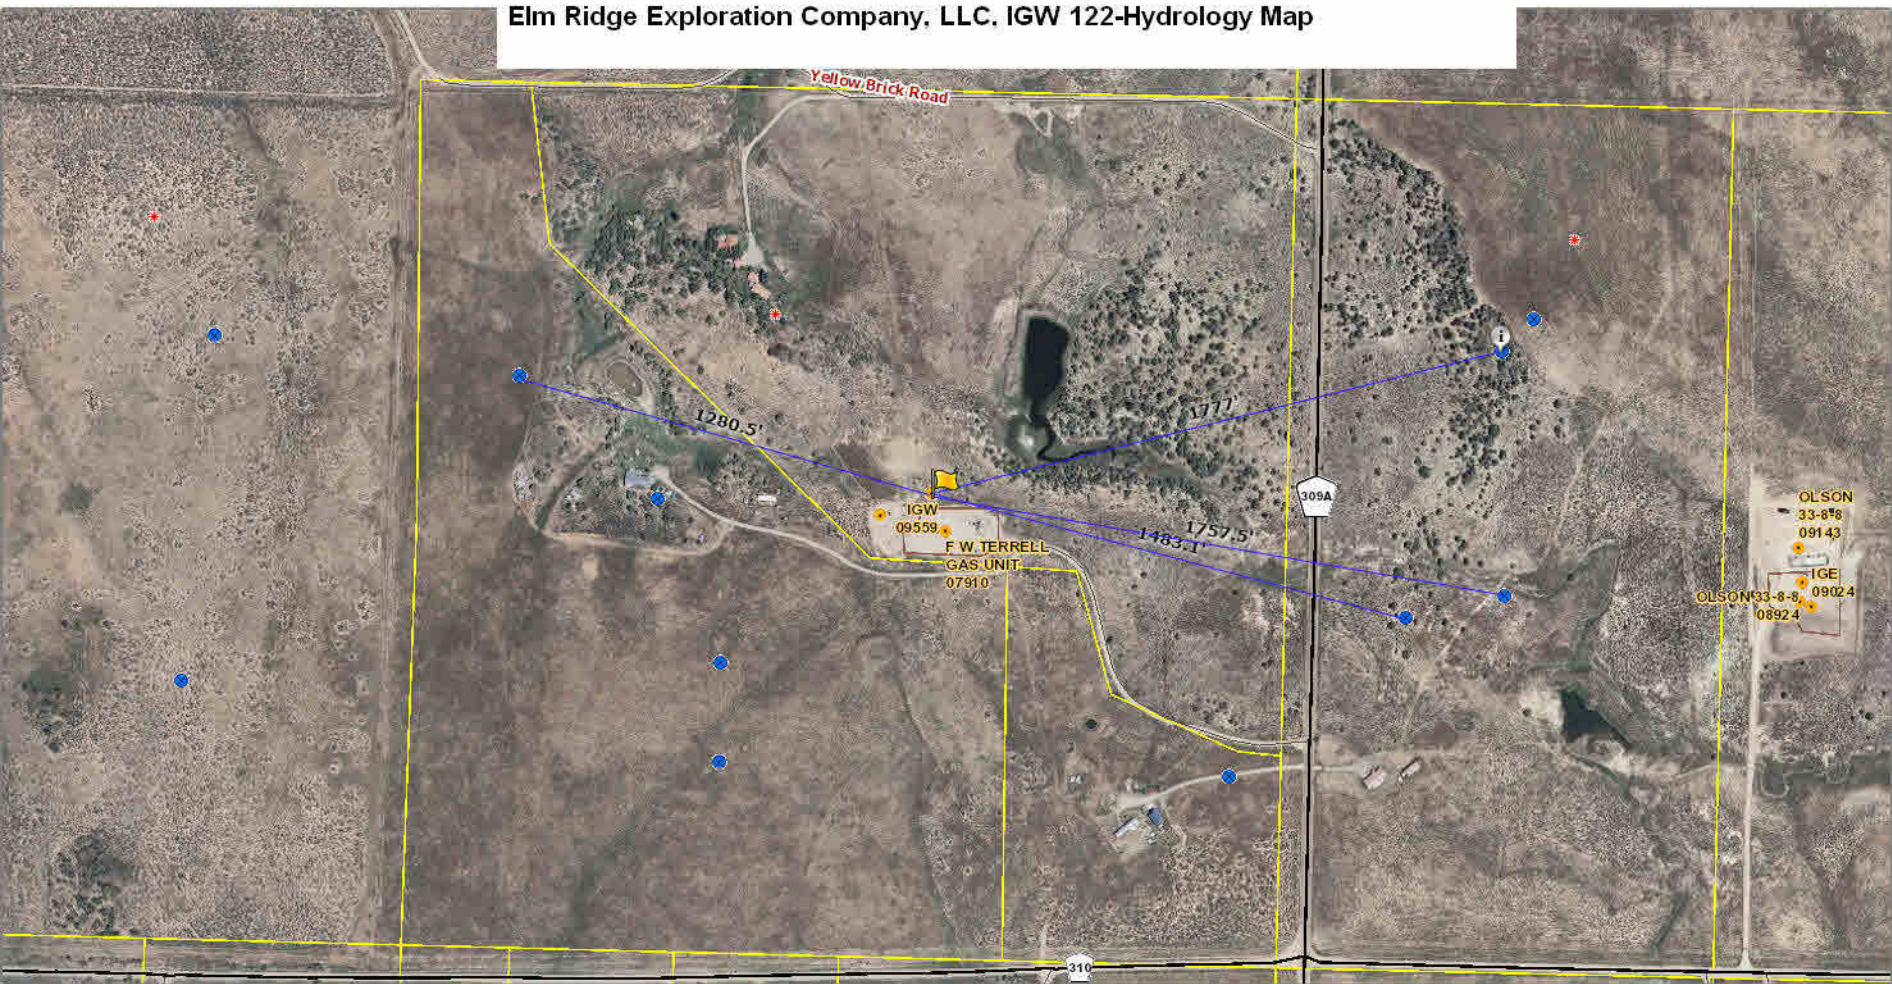 Elm Ridge Exploration Company, LLC. IGW 122-Hydrology Map
Yellow Brick Road
1280.5'
1777'
309A
IGW
09559
1757.5'
1483.1'
F W TERRELL
GAS UNIT
07910
OLSON
33-8-8
09143
IGE
09024
OLSON 33-8-8
08924
310